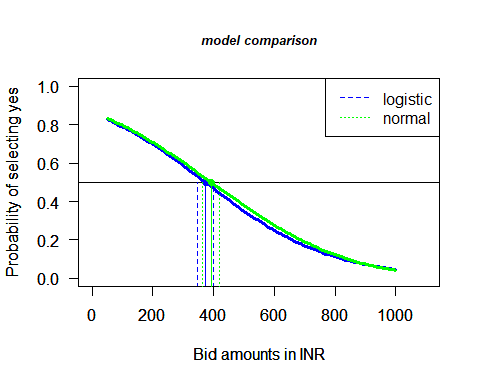 model comparison
Probability of selecting yes
1.0
0.8
0.6
0.4
0.2
0.0
logistic
normal
0 200 400 600 800 1000
Bid amounts in INR